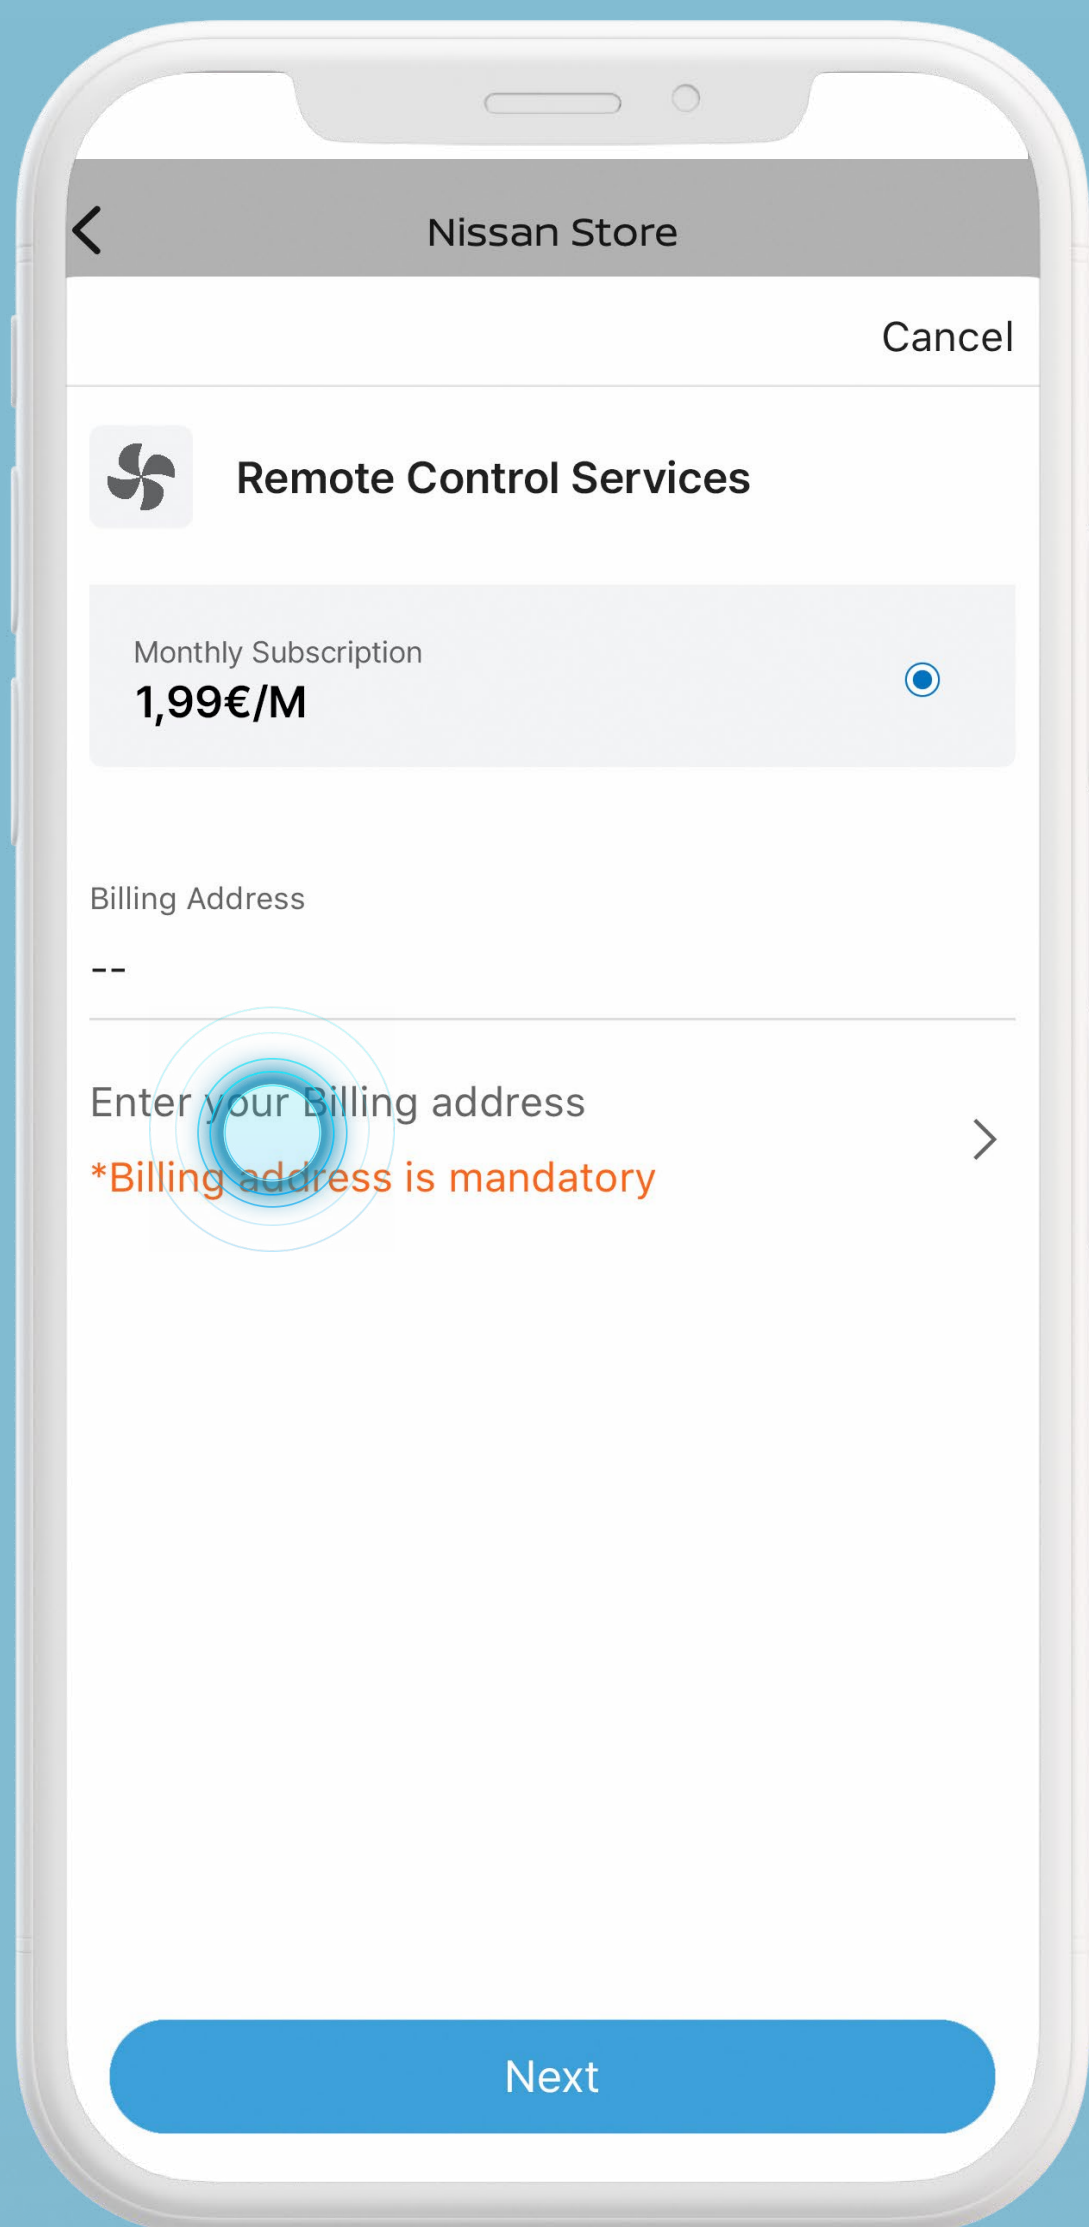 Nissan Store
Cancel
Remote Control Services
Monthly Subscription
1,99€/M
Billing Address
--
Enter your Billing address
*Billing address is mandatory
Next